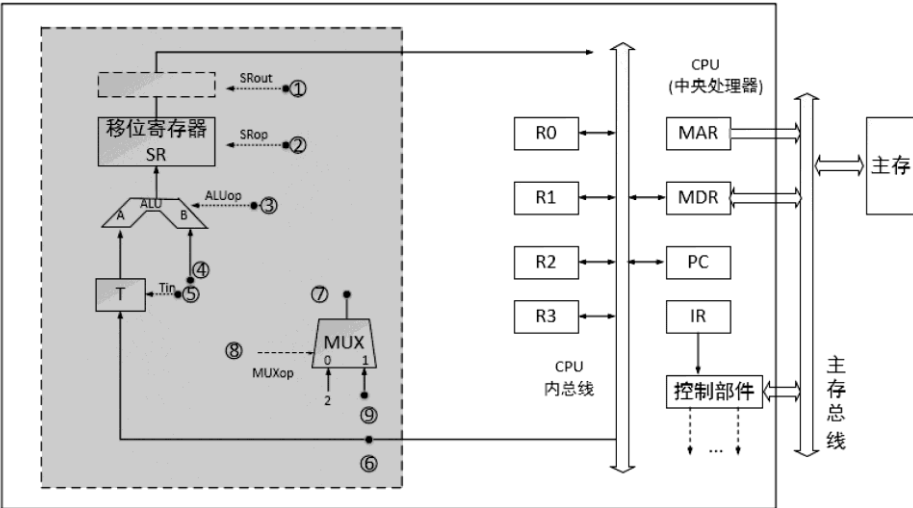 SRout ①
移位寄存器
SR
SRop ②
ALU
A B
ALUop ③
④
T
Tin ⑤
⑦
⑧
MUXop
MUX
0 1
2
⑨
⑥
CPU
(中央处理器)
R0
R1
R2
R3
MAR
MDR
PC
IR
控制部件
...
CPU
内总线
主存总线
主存